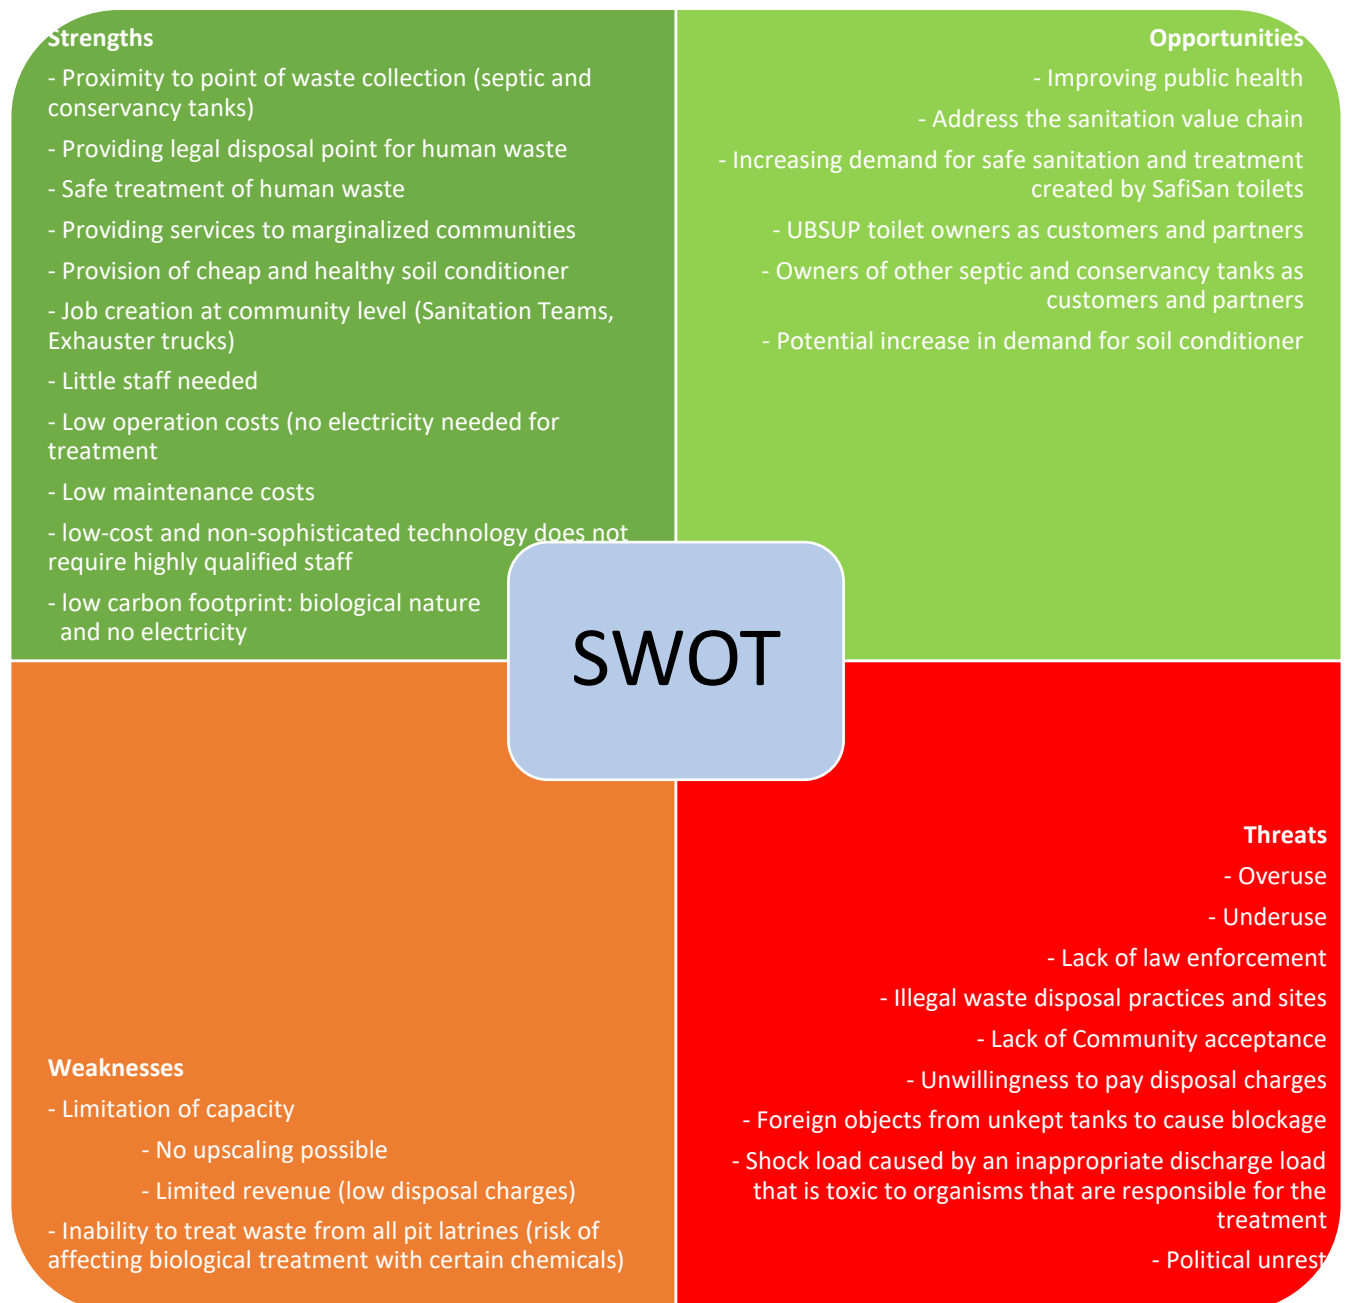 Strengths
- Proximity to point of waste collection (septic and
conservancy tanks)
- Providing legal disposal point for human waste
- Safe treatment of human waste
- Providing services to marginalized communities
- Provision of cheap and healthy soil conditioner
- Job creation at community level (Sanitation Teams,
Exhauster trucks)
- Little staff needed
- Low operation costs (no electricity needed for
treatment
- Low maintenance costs
- low-cost and non-sophisticated technology does not
require highly qualified staff
- low carbon footprint: biological nature
and no electricity
Opportunities
- Improving public health
- Address the sanitation value chain
- Increasing demand for safe sanitation and treatment
created by SafiSan toilets
- UBSUP toilet owners as customers and partners
- Owners of other septic and conservancy tanks as
customers and partners
- Potential increase in demand for soil conditioner
SWOT
Weaknesses
- Limitation of capacity
- No upscaling possible
- Limited revenue (low disposal charges)
- Inability to treat waste from all pit latrines (risk of
affecting biological treatment with certain chemicals)
Threats
- Overuse
- Underuse
- Lack of law enforcement
- Illegal waste disposal practices and sites
- Lack of Community acceptance
- Unwillingness to pay disposal charges
- Foreign objects from unkept tanks to cause blockage
- Shock load caused by an inappropriate discharge load
that is toxic to organisms that are responsible for the
treatment
- Political unrest